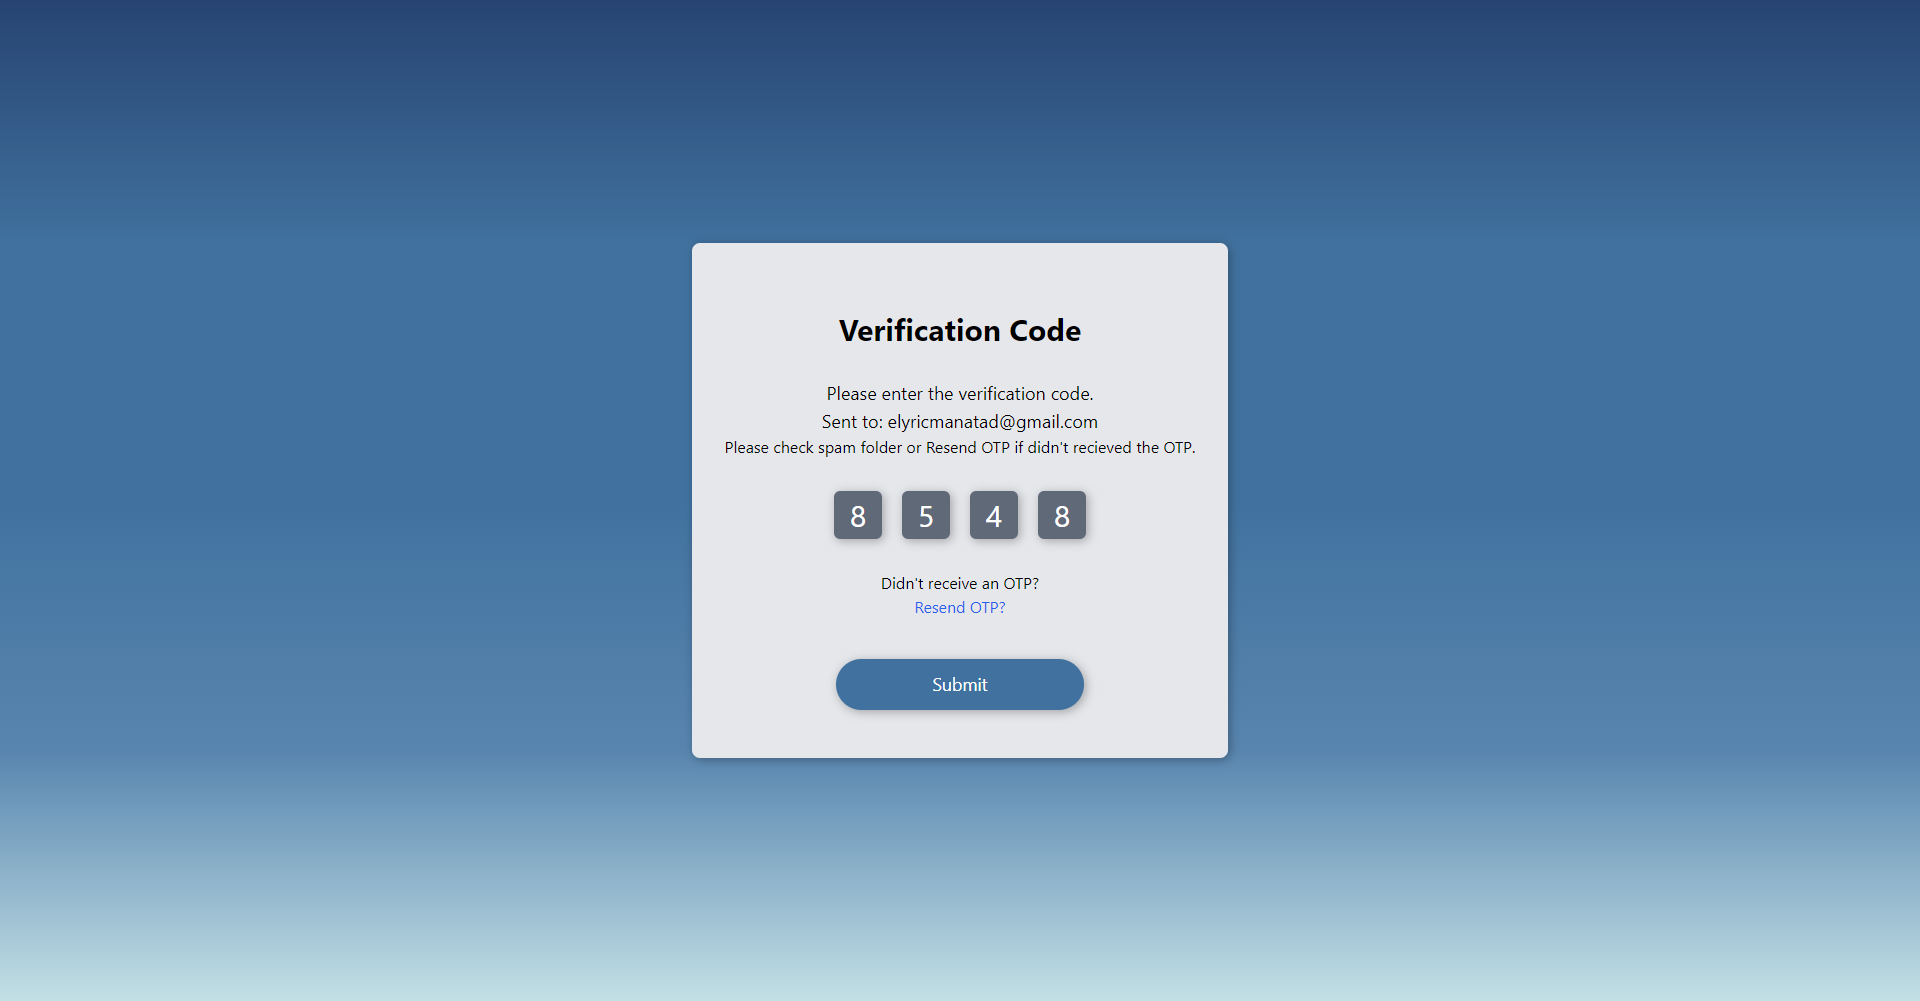 Verification Code
Please enter the verification code.
Sent to: elyricmanatad@gmail.com
Please check spam folder or Resend OTP if didn't recieved the OTP.
8 5 4 8
Didn't receive an OTP?
Resend OTP?
Submit